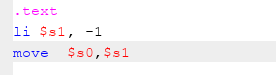 .text
li $s1, -1
move  $s0,$s1